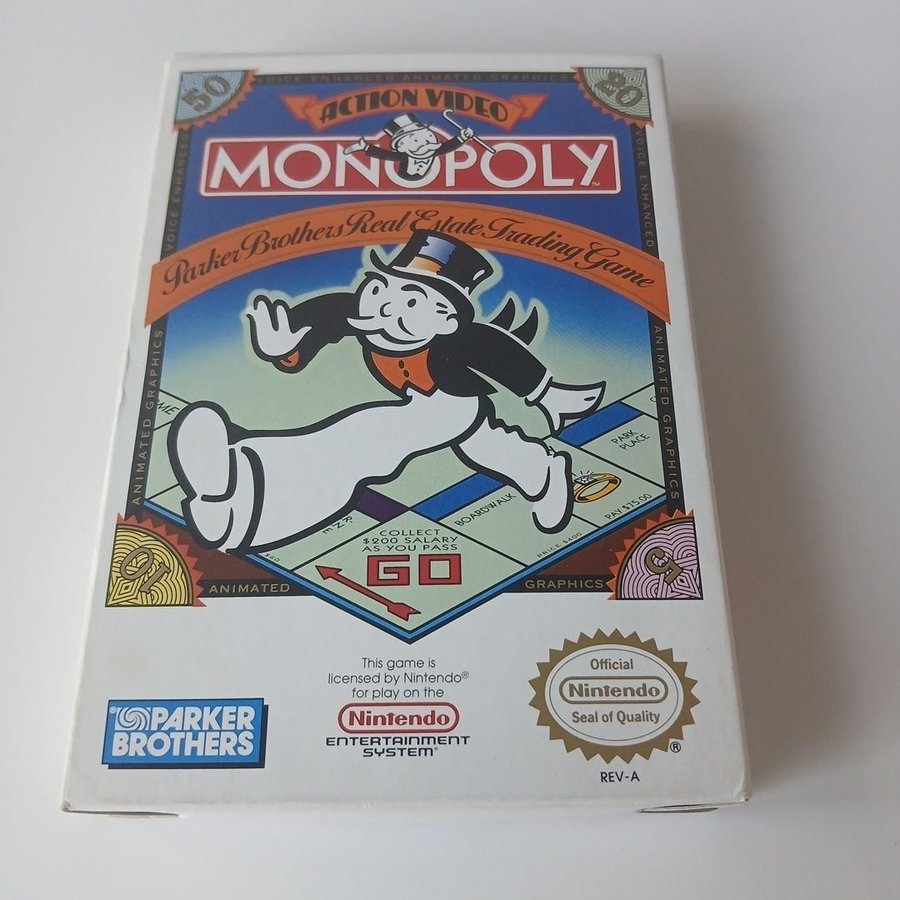 50
VOICE ENHANCED ANIMATED GRAPHICS
20
ACTION VIDEO
MONOPOLY™
Parker Brothers Real Estate Trading Game
VOICE ENHANCED
VOICE ENHANCED
ANIMATED GRAPHICS
ANIMATED GRAPHICS
PARK
PLACE
BOARDWALK
PAY $75.00
PRICE $400
COLLECT
$200 SALARY
AS YOU PASS
GO
10
ANIMATED
GRAPHICS
5
This game is
licensed by Nintendo®
for play on the
Nintendo
ENTERTAINMENT
SYSTEM®
PARKER
BROTHERS
Official
Nintendo
Seal of Quality
®
REV-A